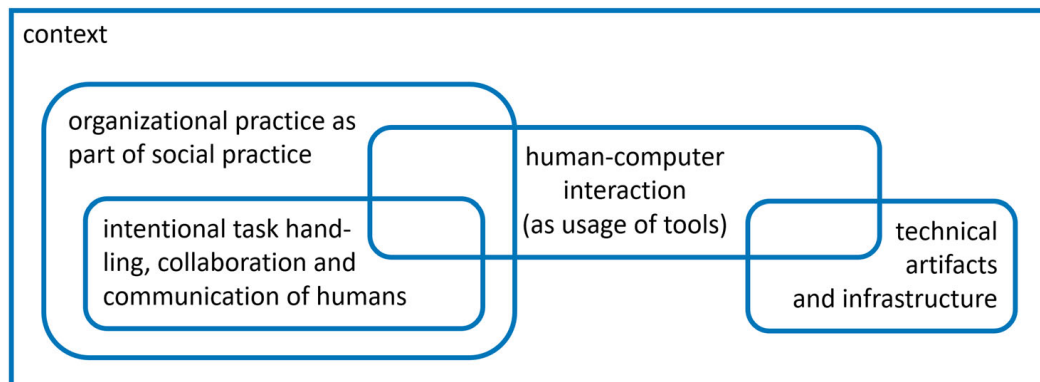 context
organizational practice as
part of social practice
human-computer
interaction
(as usage of tools)
intentional task hand-
ling, collaboration and
communication of humans
technical
artifacts
and infrastructure